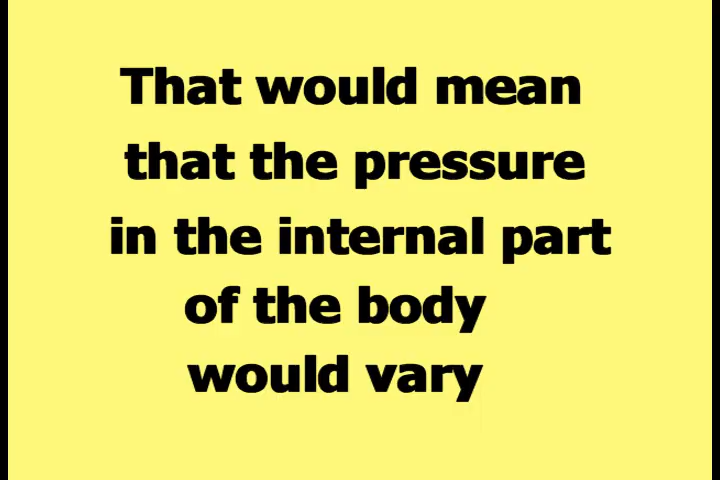 That would mean
that the pressure
in the internal part
of the body
would vary